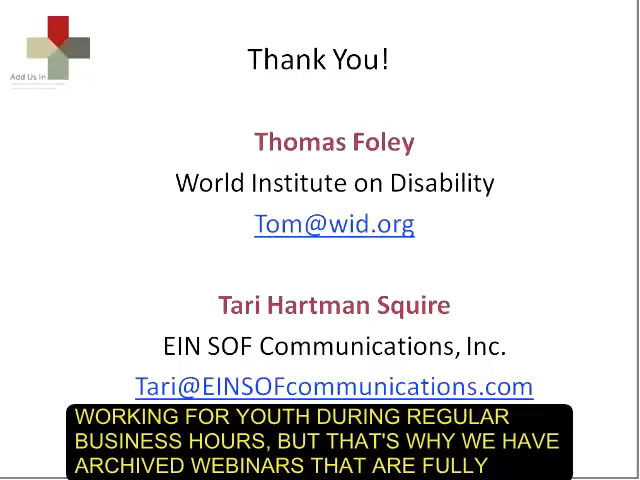 Add Us In
Thank You!
Thomas Foley
World Institute on Disability
Tom@wid.org
Tari Hartman Squire
EIN SOF Communications, Inc.
Tari@EINSOFcommunications.com
WORKING FOR YOUTH DURING REGULAR
BUSINESS HOURS, BUT THAT'S WHY WE HAVE
ARCHIVED WEBINARS THAT ARE FULLY